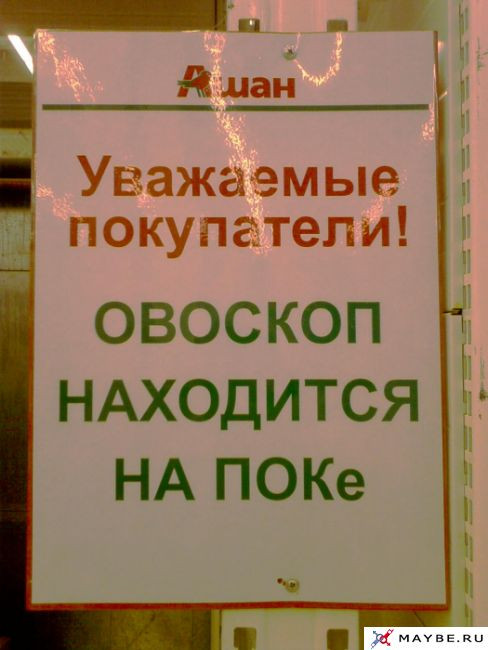 Ашан
Уважаемые
покупатели!
ОВОСКОП
НАХОДИТСЯ
НА ПОКе
MAYBE.RU